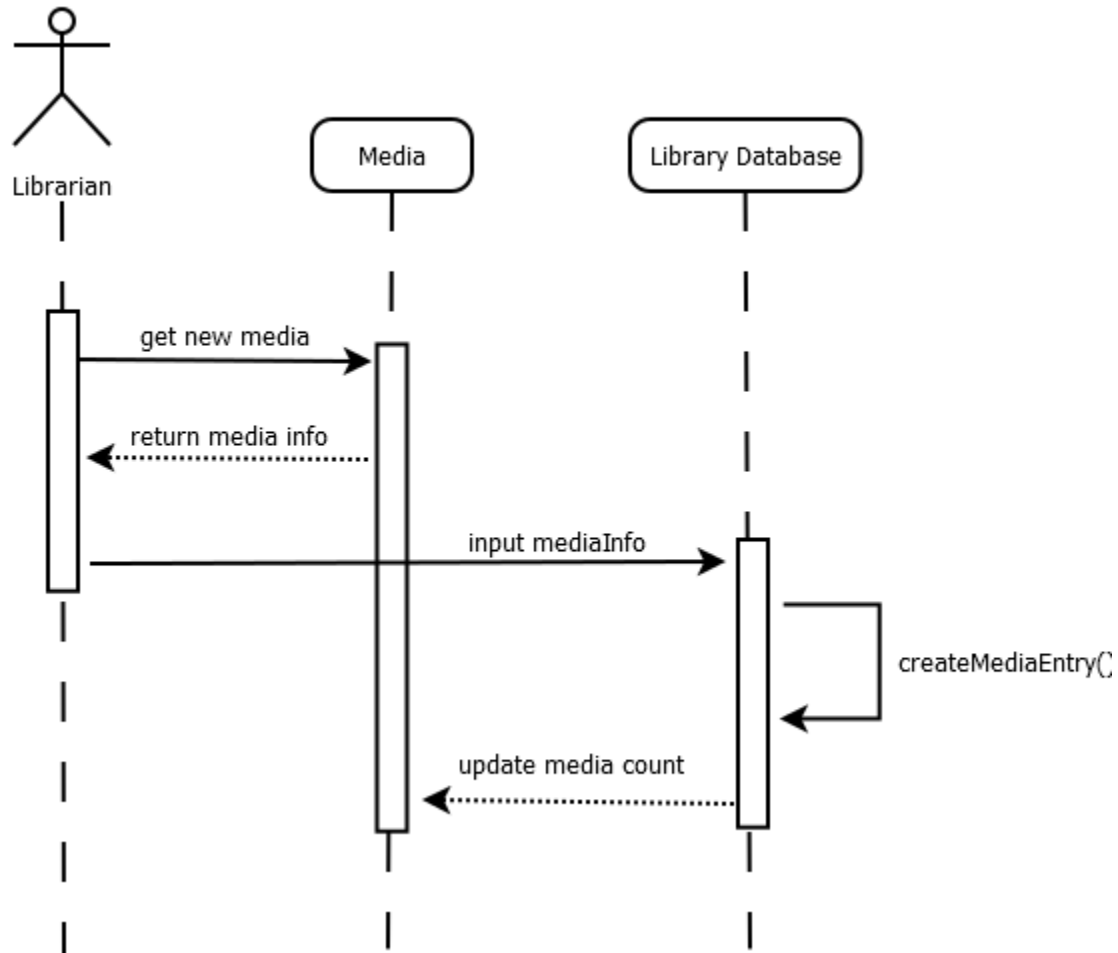 Librarian
Media
Library Database
get new media
return media info
input mediaInfo
createMediaEntry()
update media count